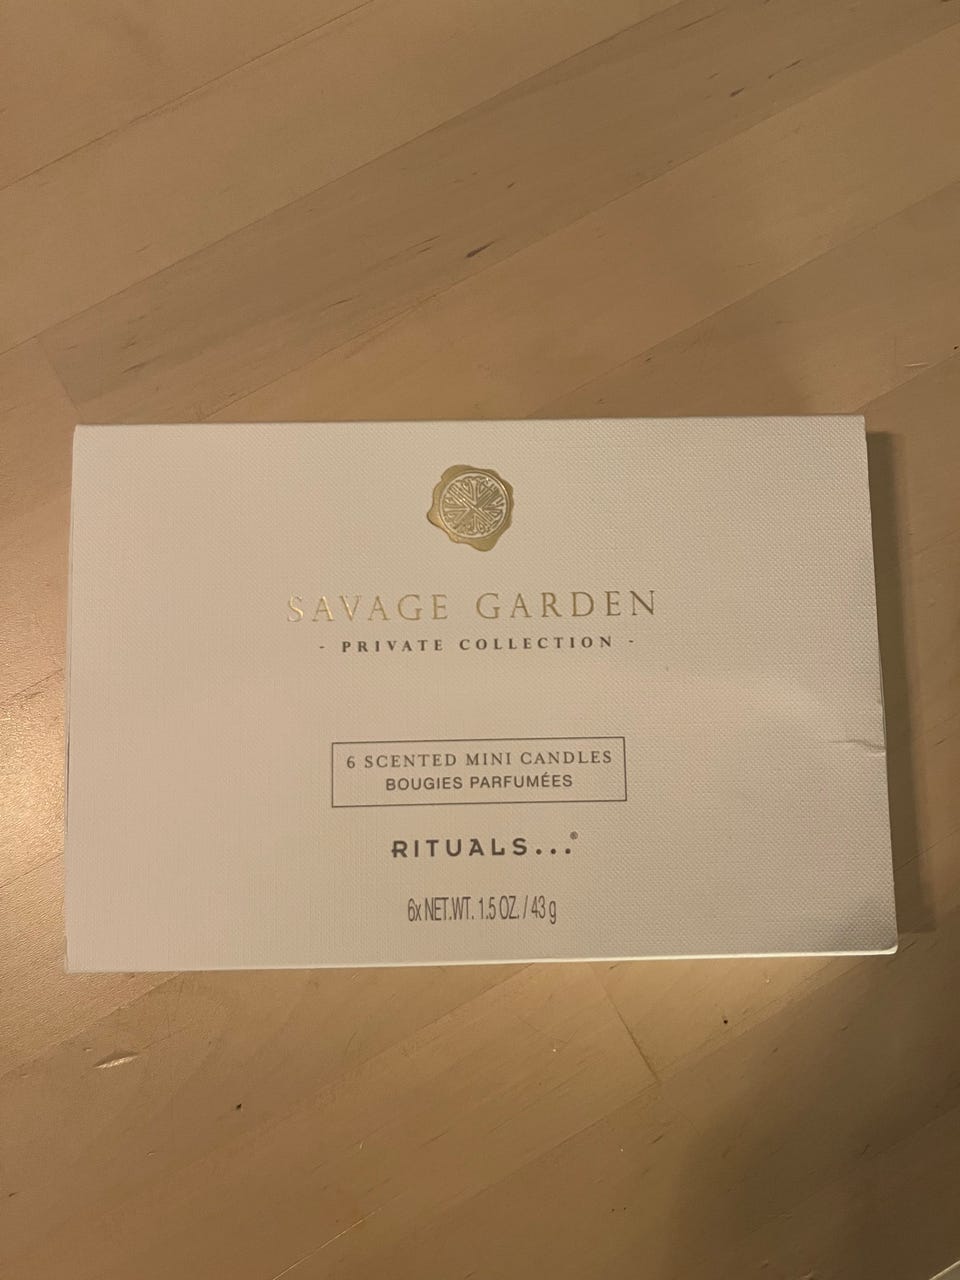 SAVAGE GARDEN
- PRIVATE COLLECTION -
6 SCENTED MINI CANDLES
BOUGIES PARFUMÉES
RITUALS...®
6x NET.WT. 1.5 OZ. / 43 g